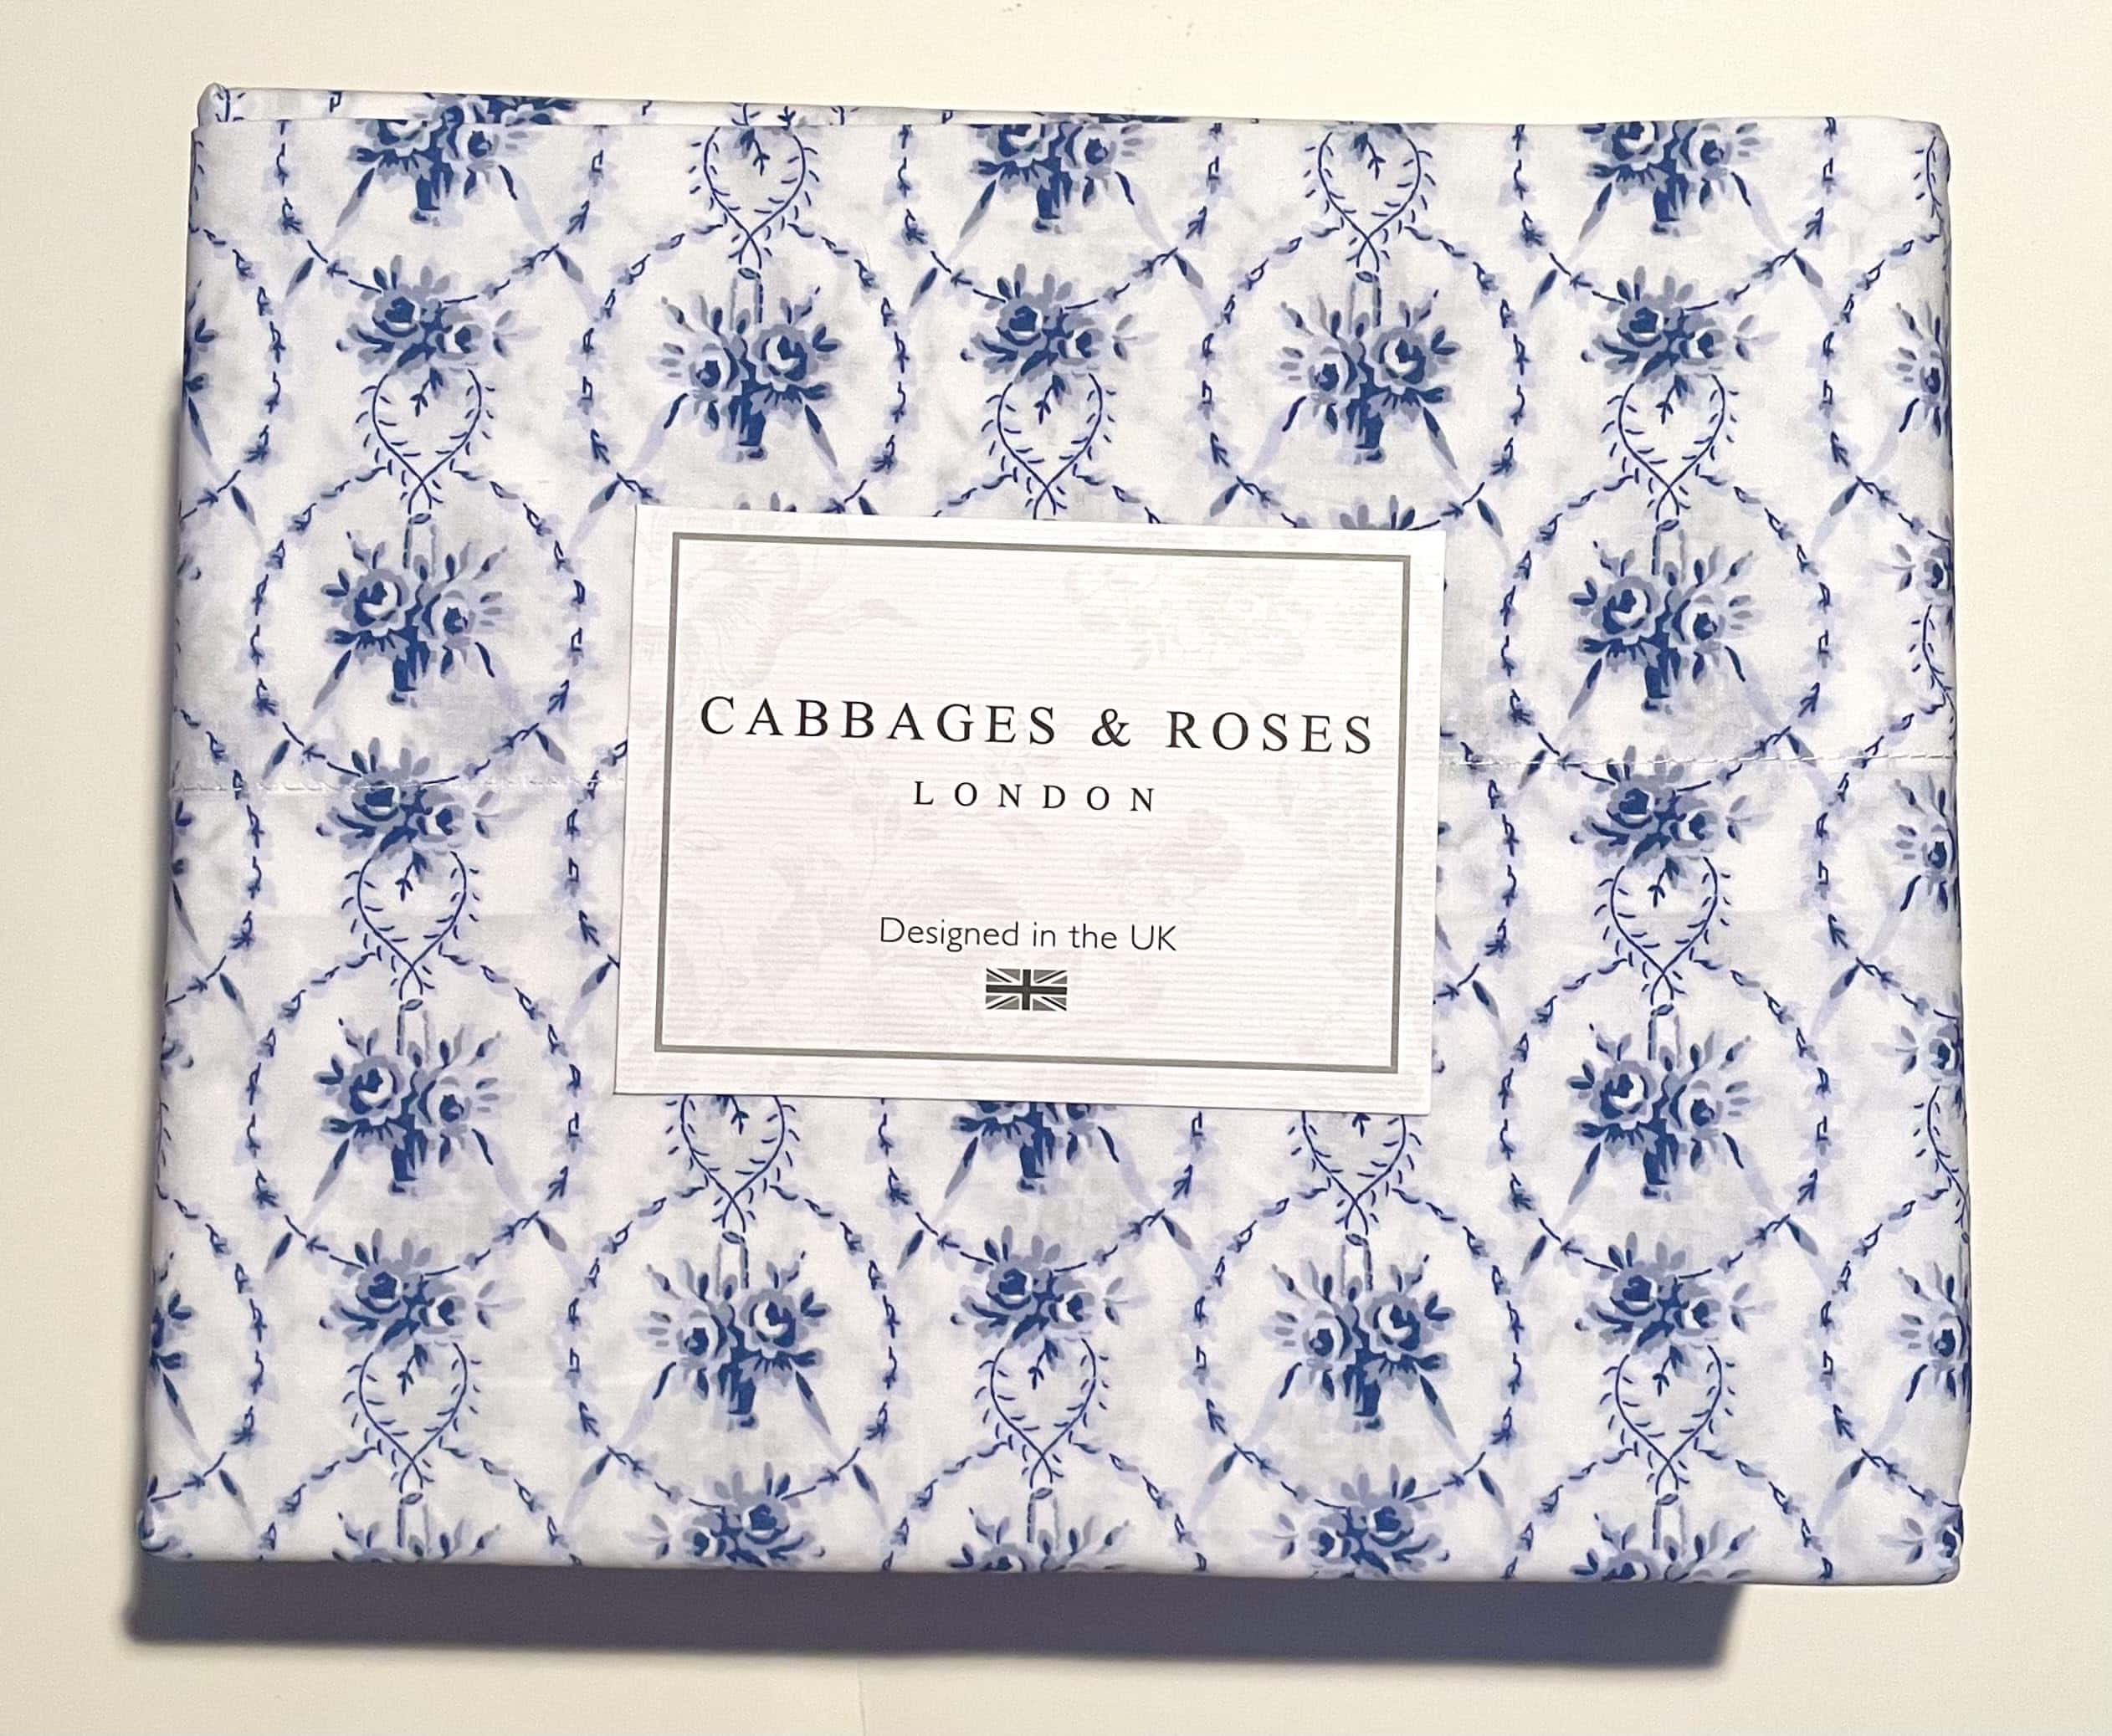 CABBAGES & ROSES
LONDON
Designed in the UK